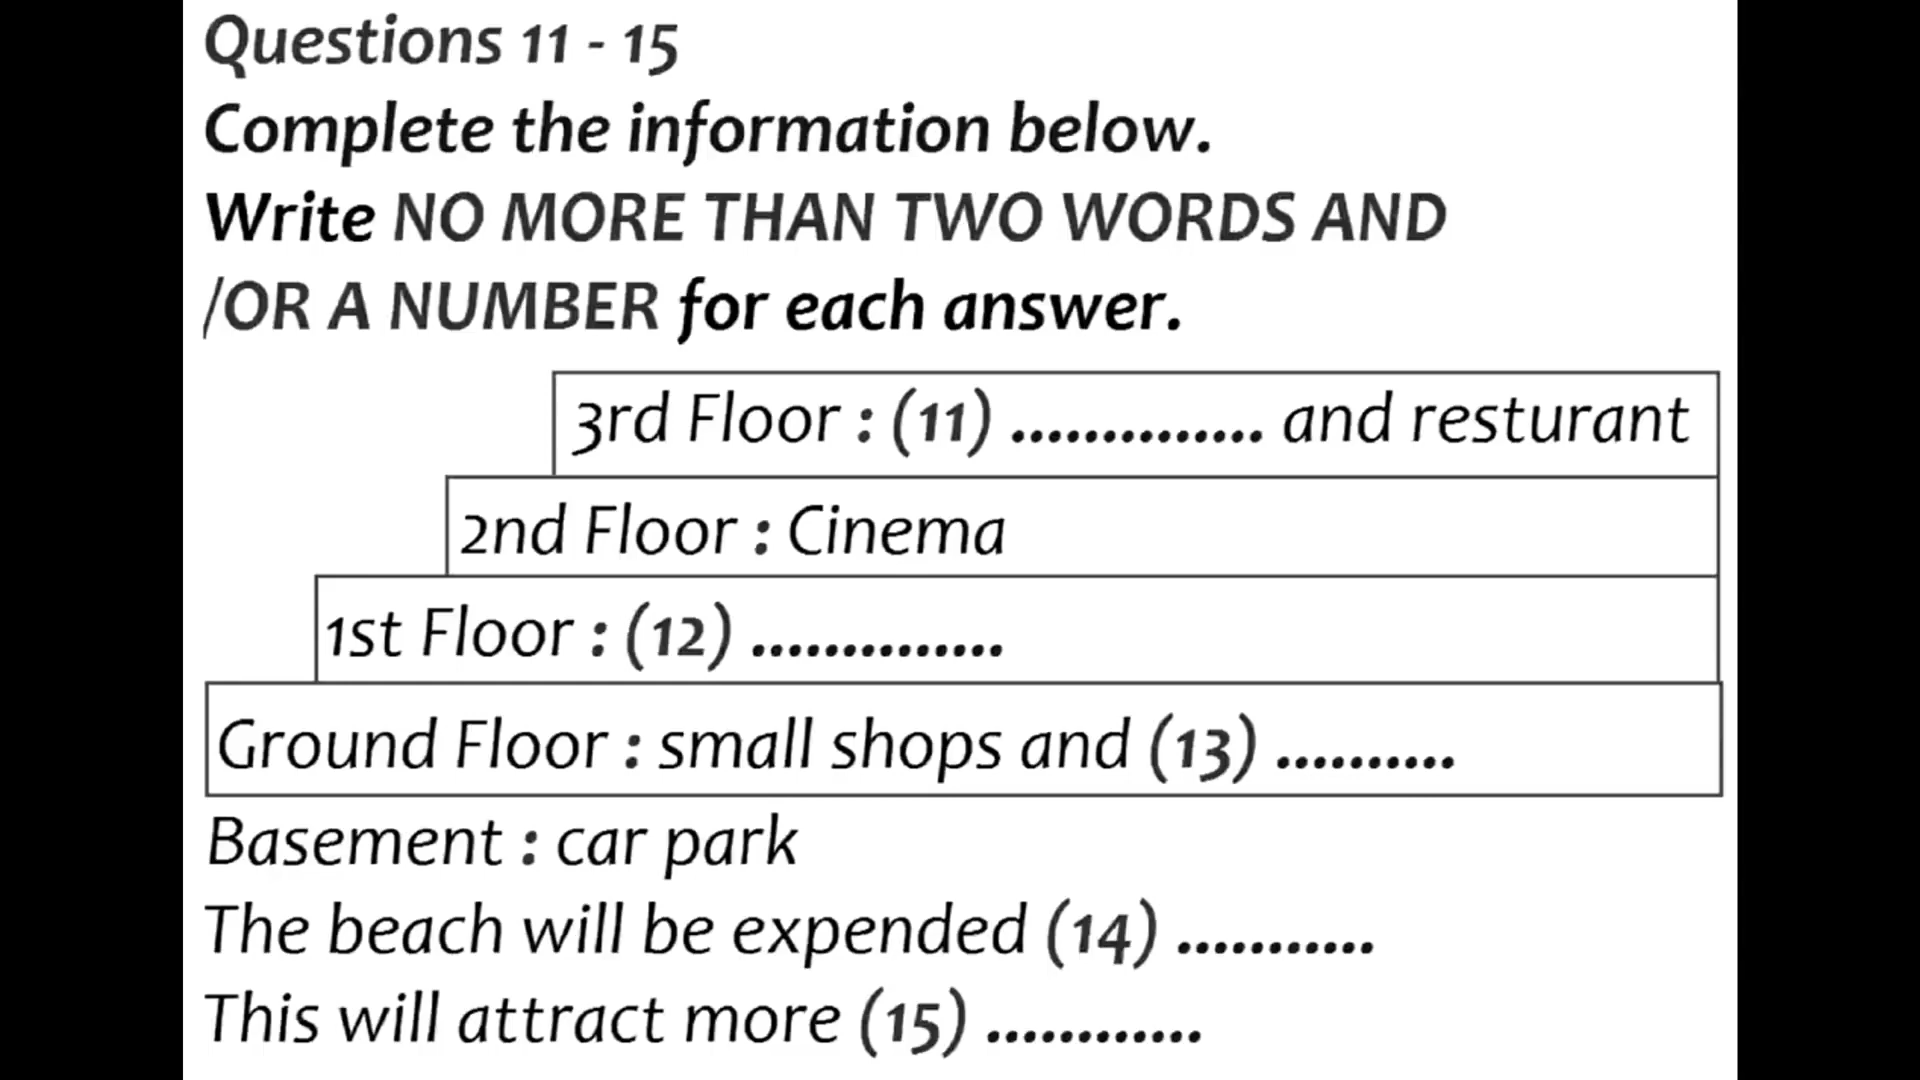 Questions 11 - 15
Complete the information below.
Write NO MORE THAN TWO WORDS AND
/OR A NUMBER for each answer.
3rd Floor : (11) .............. and resturant
2nd Floor : Cinema
1st Floor : (12) ..............
Ground Floor : small shops and (13) ..........
Basement : car park
The beach will be expended (14) ...........
This will attract more (15) ............